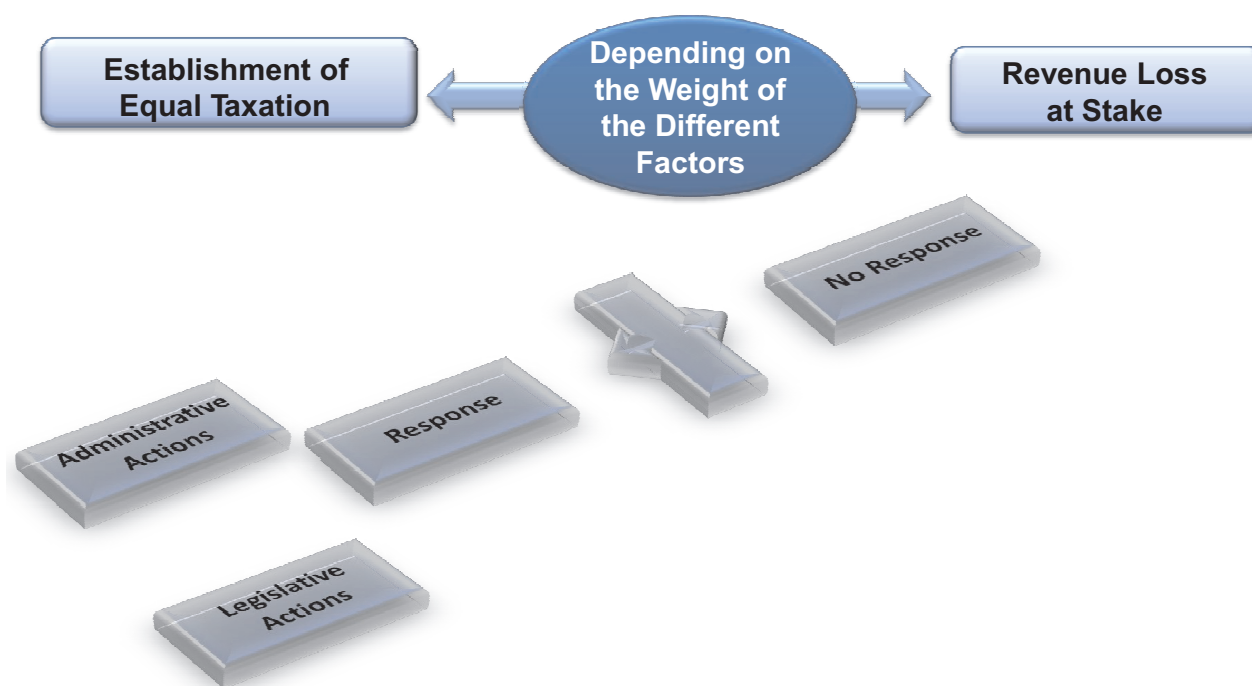 Establishment of
Equal Taxation
Depending on
the Weight of
the Different
Factors
Revenue Loss
at Stake
No Response
Response
Administrative
Actions
Legislative
Actions